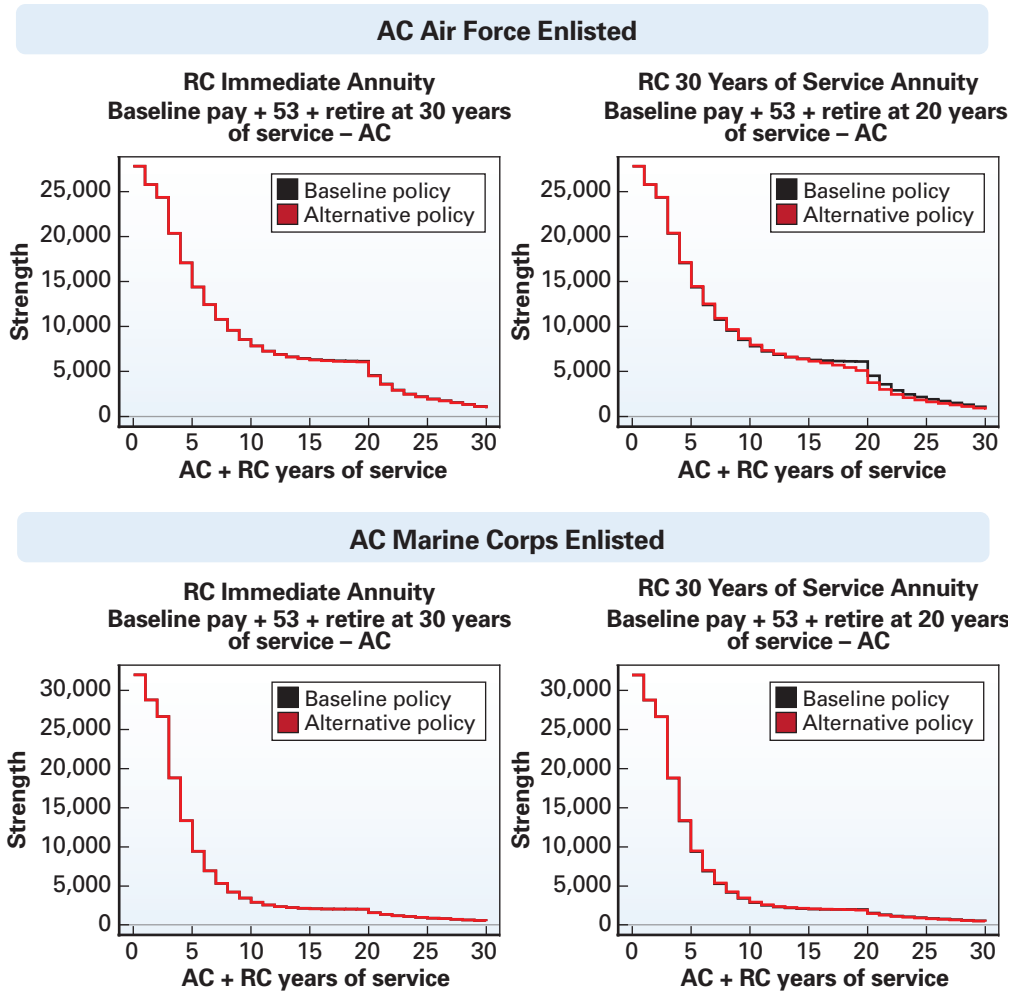 AC Air Force Enlisted
RC Immediate Annuity
Baseline pay + 53 + retire at 30 years
of service – AC
25,000
20,000
15,000
10,000
5,000
0
Strength
Baseline policy
Alternative policy
0 5 10 15 20 25 30
AC + RC years of service
RC 30 Years of Service Annuity
Baseline pay + 53 + retire at 20 years
of service – AC
25,000
20,000
15,000
10,000
5,000
0
Strength
Baseline policy
Alternative policy
0 5 10 15 20 25 30
AC + RC years of service
AC Marine Corps Enlisted
RC Immediate Annuity
Baseline pay + 53 + retire at 30 years
of service – AC
30,000
25,000
20,000
15,000
10,000
5,000
0
Strength
Baseline policy
Alternative policy
0 5 10 15 20 25 30
AC + RC years of service
RC 30 Years of Service Annuity
Baseline pay + 53 + retire at 20 years
of service – AC
30,000
25,000
20,000
15,000
10,000
5,000
0
Strength
Baseline policy
Alternative policy
0 5 10 15 20 25 30
AC + RC years of service